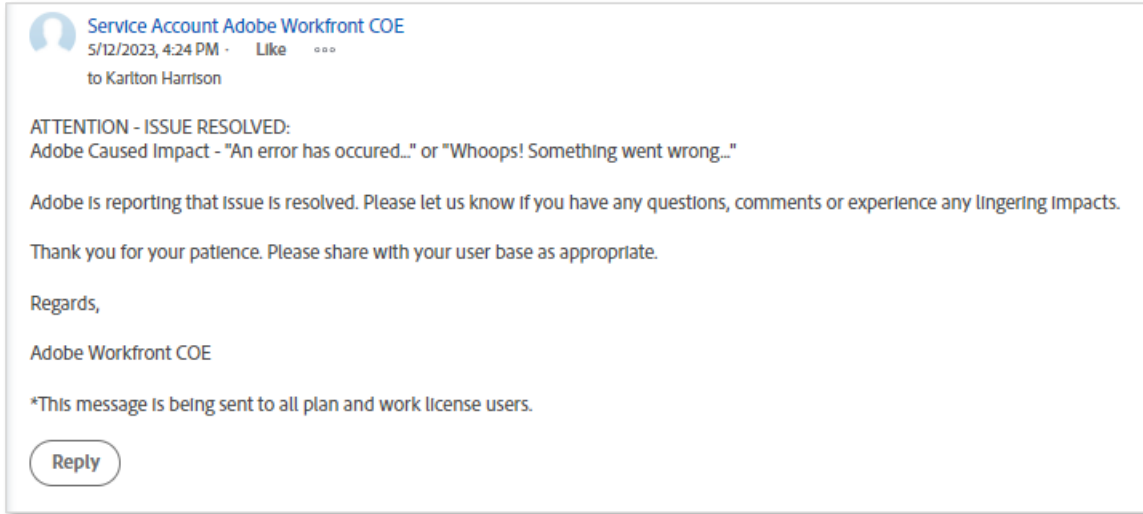 Service Account Adobe Workfront COE
5/12/2023, 4:24 PM · Like ∘∘∘
to Karlton Harrison
ATTENTION - ISSUE RESOLVED:
Adobe Caused Impact - "An error has occured..." or "Whoops! Something went wrong..."
Adobe is reporting that issue is resolved. Please let us know if you have any questions, comments or experience any lingering impacts.
Thank you for your patience. Please share with your user base as appropriate.
Regards,
Adobe Workfront COE
*This message is being sent to all plan and work license users.
Reply